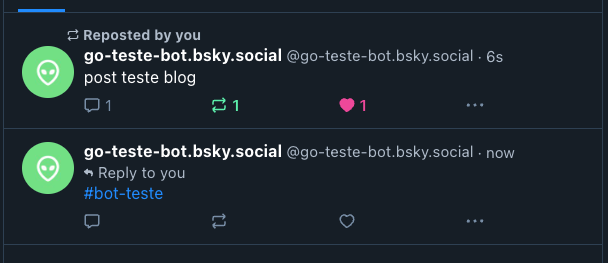 Reposted by you
go-teste-bot.bsky.social @go-teste-bot.bsky.social · 6s
post teste blog
1 1 1 ···
go-teste-bot.bsky.social @go-teste-bot.bsky.social · now
Reply to you
#bot-teste
···